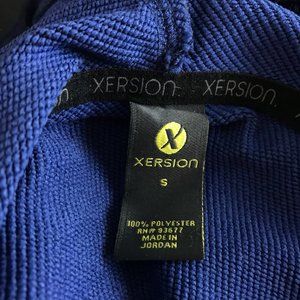 XERSION XERSION
X
XERSION
S
100% POLYESTER
RN# 93677
MADE IN
JORDAN